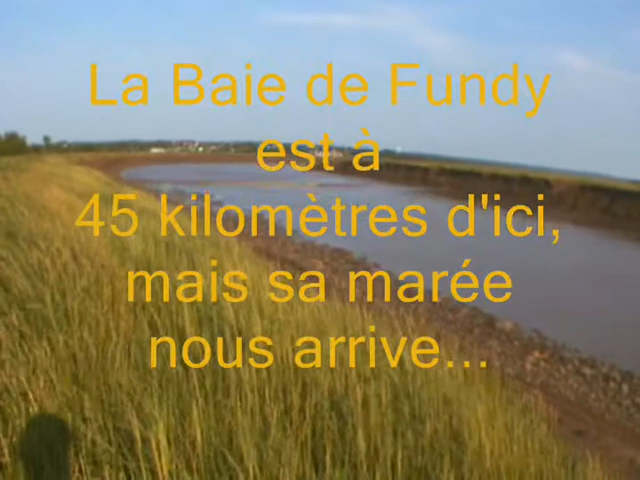 La Baie de Fundy
est à
45 kilomètres d'ici,
mais sa marée
nous arrive...